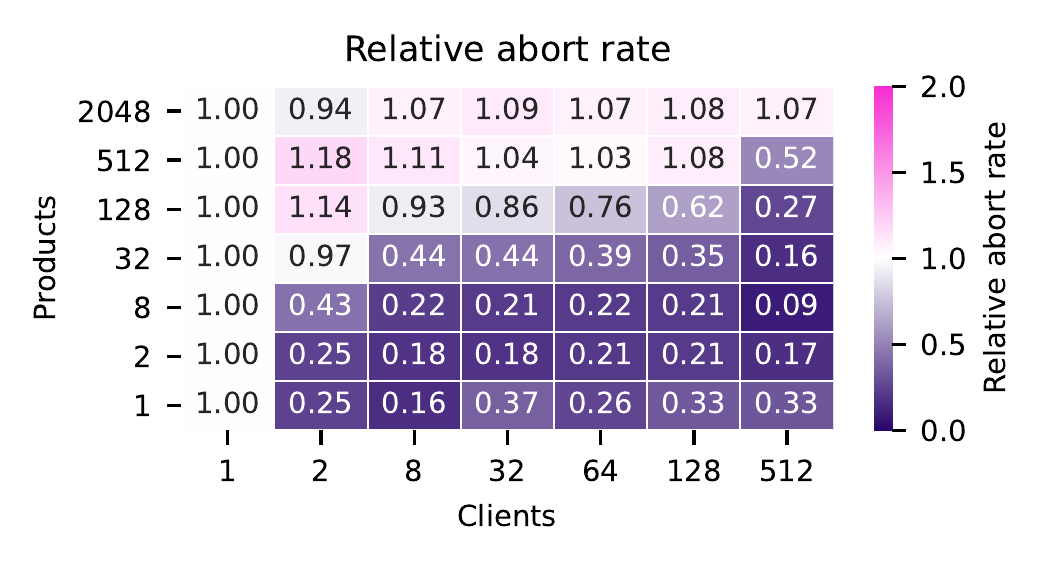 Relative abort rate
2048 1.00 0.94 1.07 1.09 1.07 1.08 1.07
512 1.00 1.18 1.11 1.04 1.03 1.08 0.52
128 1.00 1.14 0.93 0.86 0.76 0.62 0.27
32 1.00 0.97 0.44 0.44 0.39 0.35 0.16
8 1.00 0.43 0.22 0.21 0.22 0.21 0.09
2 1.00 0.25 0.18 0.18 0.21 0.21 0.17
1 1.00 0.25 0.16 0.37 0.26 0.33 0.33
1 2 8 32 64 128 512
Clients
Products
2.0
1.5
1.0
0.5
0.0
Relative abort rate